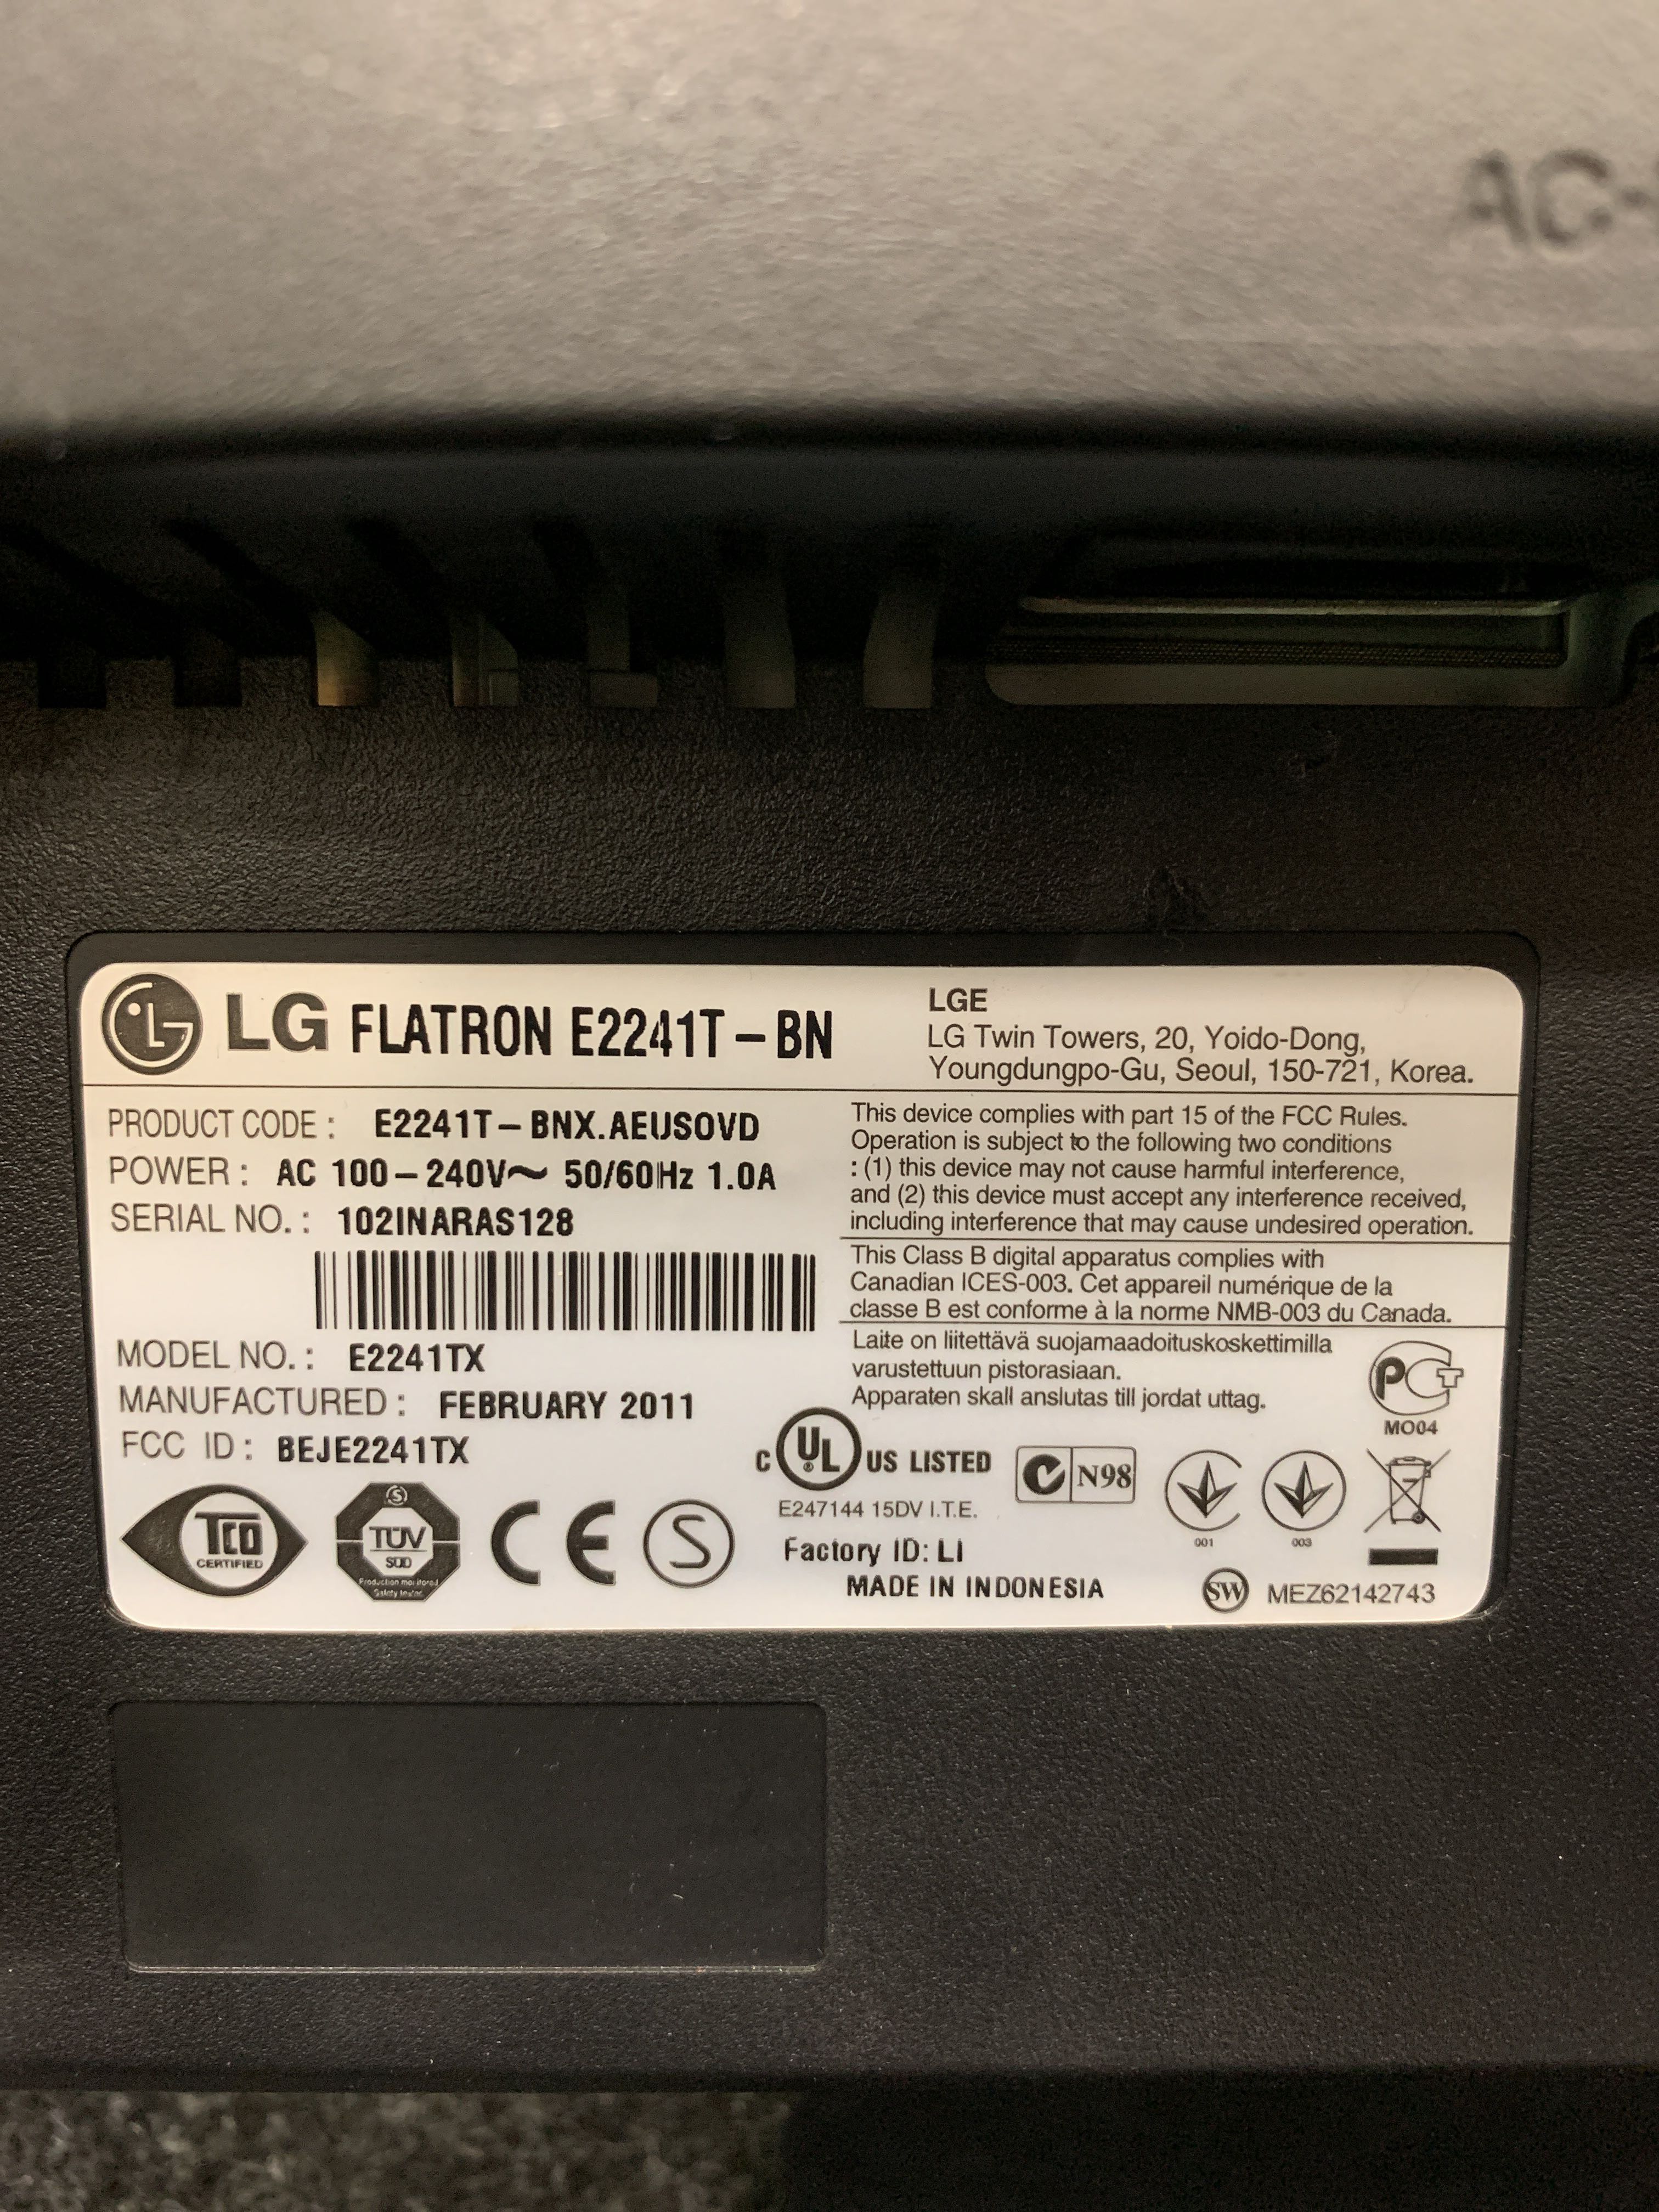 AC-
LG FLATRON E2241T-BN
LGE
LG Twin Towers, 20, Yoido-Dong,
Youngdungpo-Gu, Seoul, 150-721, Korea.
PRODUCT CODE : E2241T-BNX.AEUSOVD
POWER : AC 100-240V~ 50/60Hz 1.0A
SERIAL NO. : 102INARAS128
MODEL NO. : E2241TX
MANUFACTURED : FEBRUARY 2011
FCC ID : BEJE2241TX
This device complies with part 15 of the FCC Rules.
Operation is subject to the following two conditions
: (1) this device may not cause harmful interference,
and (2) this device must accept any interference received,
including interference that may cause undesired operation.
This Class B digital apparatus complies with
Canadian ICES-003. Cet appareil numérique de la
classe B est conforme à la norme NMB-003 du Canada.
Laite on liitettävä suojamaadoituskoskettimilla
varustettuun pistorasiaan.
Apparaten skall anslutas till jordat uttag.
PCT
MO04
C UL US LISTED
N98
E247144 15DV I.T.E.
001
003
TCO
CERTIFIED
S
TÜV
SÜD
Production monitored
Safety tested
CE
S
Factory ID: LI
MADE IN INDONESIA
SW MEZ62142743